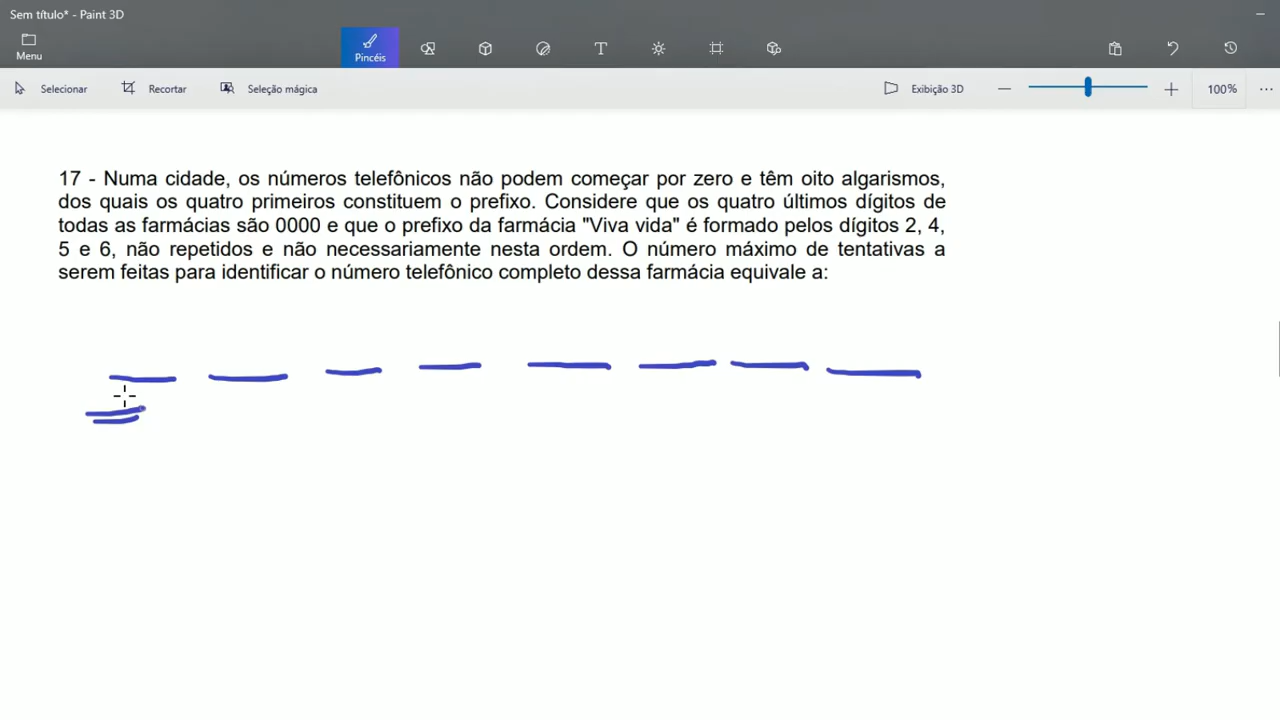 Sem título* - Paint 3D
Menu
Pincéis
Selecionar
Recortar
Seleção mágica
Exibição 3D
100%
17 - Numa cidade, os números telefônicos não podem começar por zero e têm oito algarismos,
dos quais os quatro primeiros constituem o prefixo. Considere que os quatro últimos dígitos de
todas as farmácias são 0000 e que o prefixo da farmácia "Viva vida" é formado pelos dígitos 2, 4,
5 e 6, não repetidos e não necessariamente nesta ordem. O número máximo de tentativas a
serem feitas para identificar o número telefônico completo dessa farmácia equivale a: